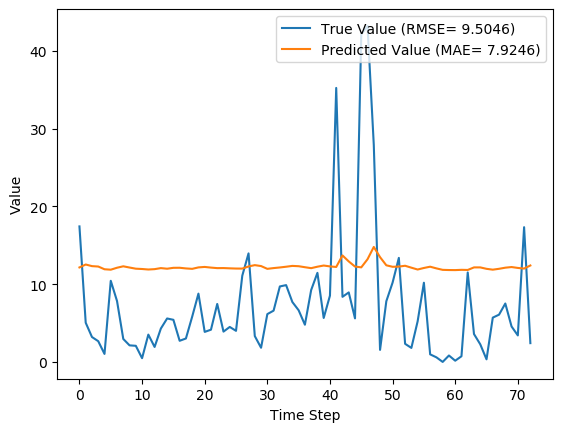 True Value (RMSE= 9.5046)
Predicted Value (MAE= 7.9246)
40
30
20
10
0
Value
0 10 20 30 40 50 60 70
Time Step